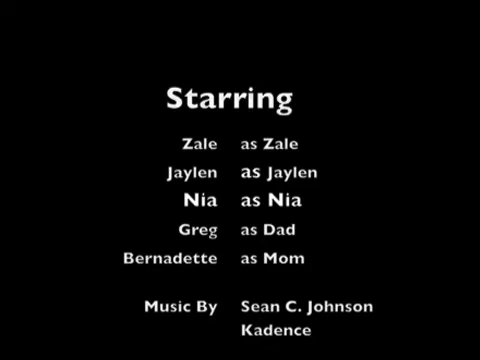 Starring
Zale as Zale
Jaylen as Jaylen
Nia as Nia
Greg as Dad
Bernadette as Mom
Music By Sean C. Johnson
Kadence